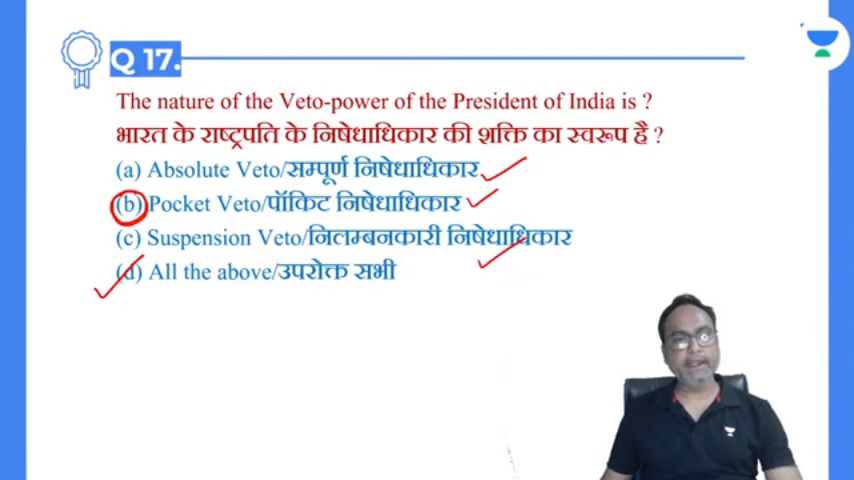 Q 17.
The nature of the Veto-power of the President of India is ?
भारत के राष्ट्रपति के निषेधाधिकार की शक्ति का स्वरूप है ?
(a) Absolute Veto/सम्पूर्ण निषेधाधिकार
(b) Pocket Veto/पॉकिट निषेधाधिकार
(c) Suspension Veto/निलम्बनकारी निषेधाधिकार
(d) All the above/उपरोक्त सभी